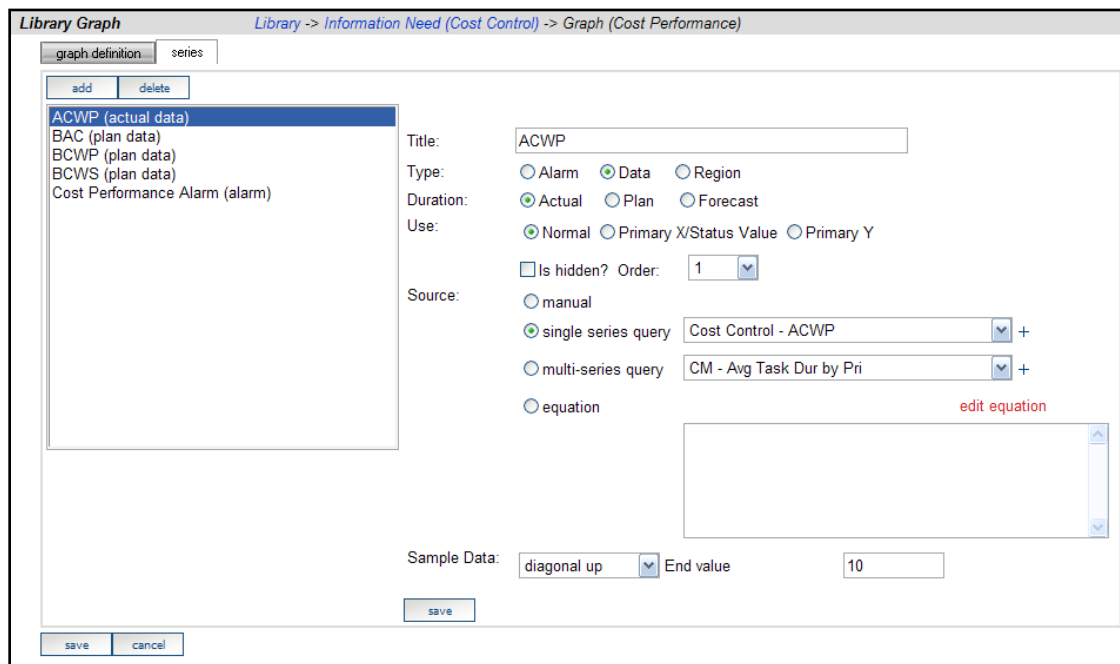 Library Graph Library -> Information Need (Cost Control) -> Graph (Cost Performance)
graph definition series
add delete
ACWP (actual data)
BAC (plan data)
BCWP (plan data)
BCWS (plan data)
Cost Performance Alarm (alarm)
Title: ACWP
Type: Alarm Data Region
Duration: Actual Plan Forecast
Use: Normal Primary X/Status Value Primary Y
Is hidden? Order: 1
Source: manual
single series query Cost Control - ACWP +
multi-series query CM - Avg Task Dur by Pri +
equation edit equation
Sample Data: diagonal up End value 10
save
save cancel